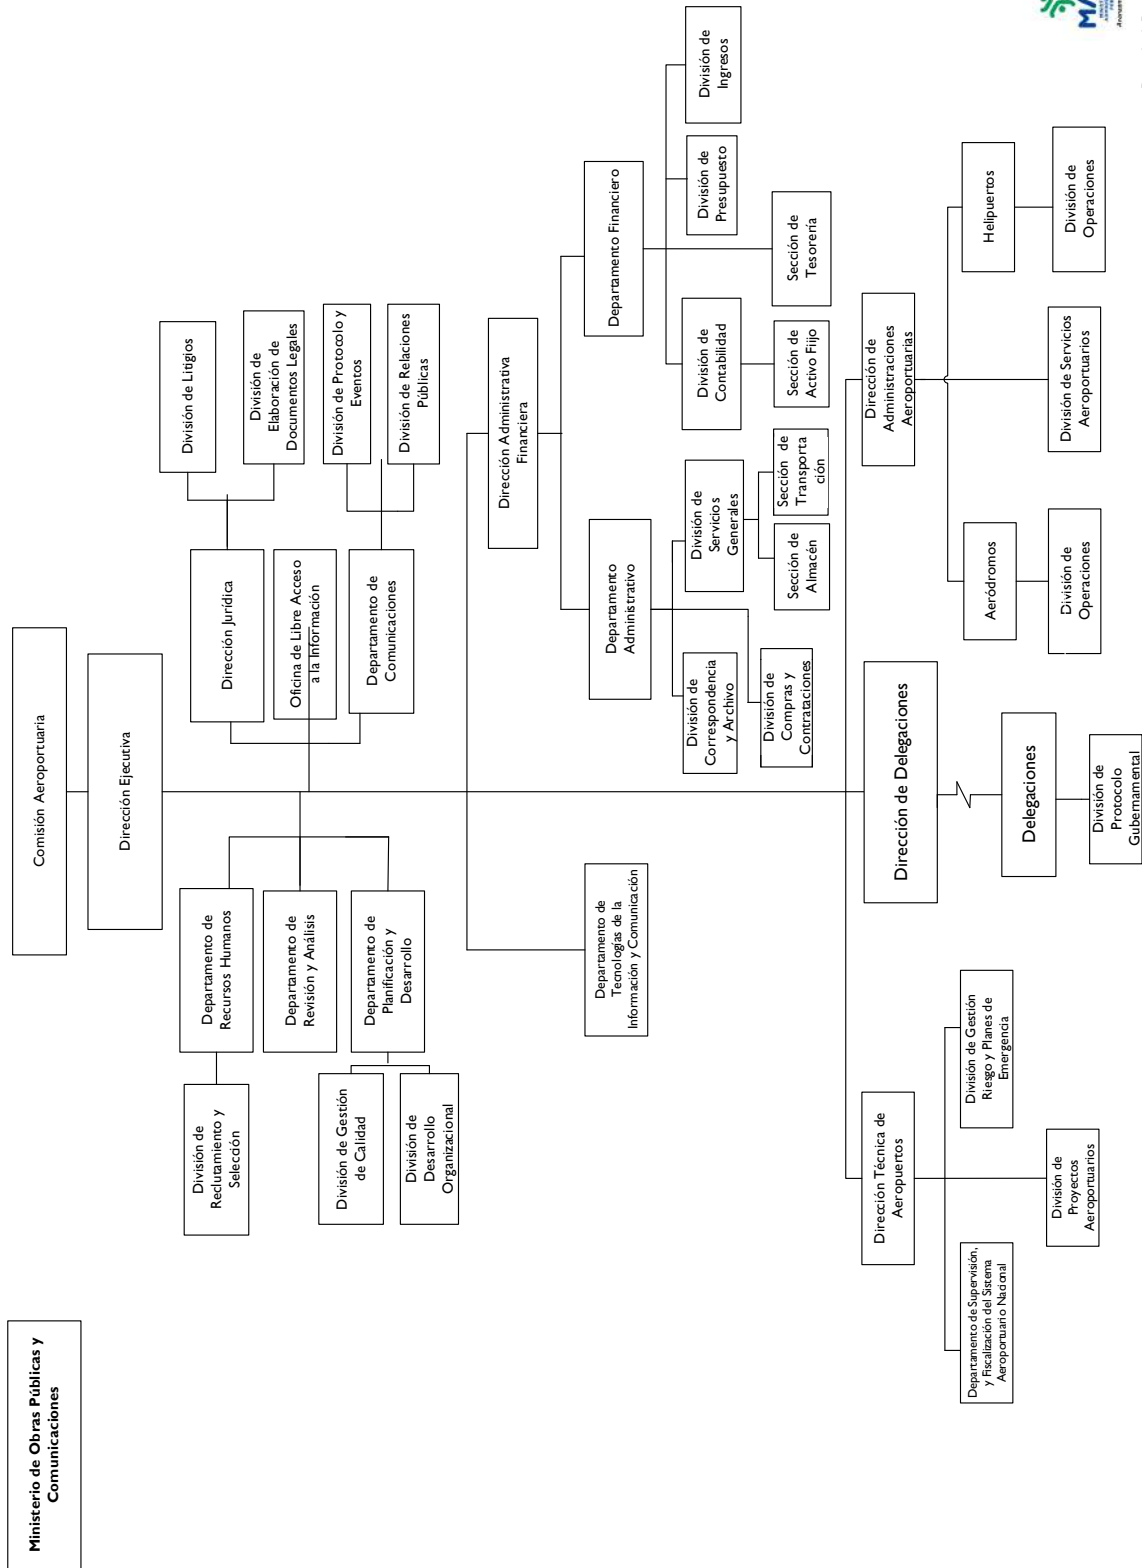 Ministerio de Obras Públicas y
Comunicaciones
Comisión Aeroportuaria
Dirección Ejecutiva
Departamento de
Recursos Humanos
División de
Reclutamiento y
Selección
Departamento de
Revisión y Análisis
Departamento de
Planificación y
Desarrollo
División de Gestión
de Calidad
División de
Desarrollo
Organizacional
Dirección Jurídica
División de Litigios
División de
Elaboración de
Documentos Legales
Oficina de Libre Acceso
a la Información
Departamento de
Comunicaciones
División de Protocolo y
Eventos
División de Relaciones
Públicas
Departamento de
Tecnologías de la
Información y Comunicación
Dirección Administrativa
Financiera
Departamento
Administrativo
División de
Correspondencia
y Archivo
División de
Servicios
Generales
División de
Compras y
Contrataciones
Sección de
Almacén
Sección de
Transporta
ción
Departamento Financiero
División de
Contabilidad
División de
Presupuesto
División de
Ingresos
Sección de
Activo Fiijo
Sección de
Tesorería
Dirección Técnica de
Aeropuertos
Departamento de Supervisión,
y Fiscalización del Sistema
Aeroportuario Nacional
División de Gestión
Riesgo y Planes de
Emergencia
División de
Proyectos
Aeroportuarios
Dirección de Delegaciones
Delegaciones
División de
Protocolo
Gubernamental
Dirección de
Administraciones
Aeroportuarias
Aeródromos
División de
Operaciones
Helipuertos
División de
Operaciones
División de Servicios
Aeroportuarios